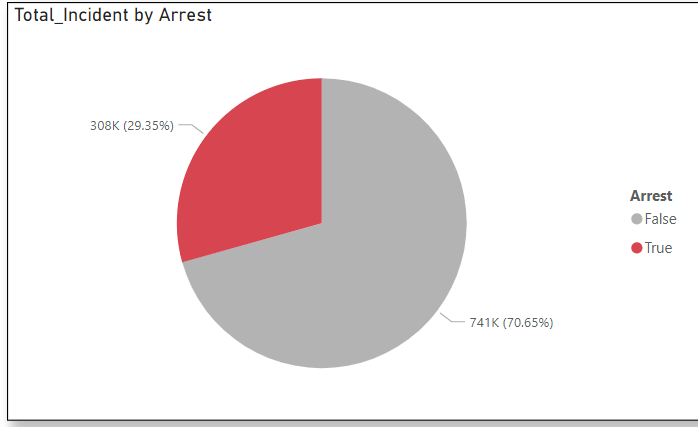 Total_Incident by Arrest
308K (29.35%)
Arrest
False
True
741K (70.65%)